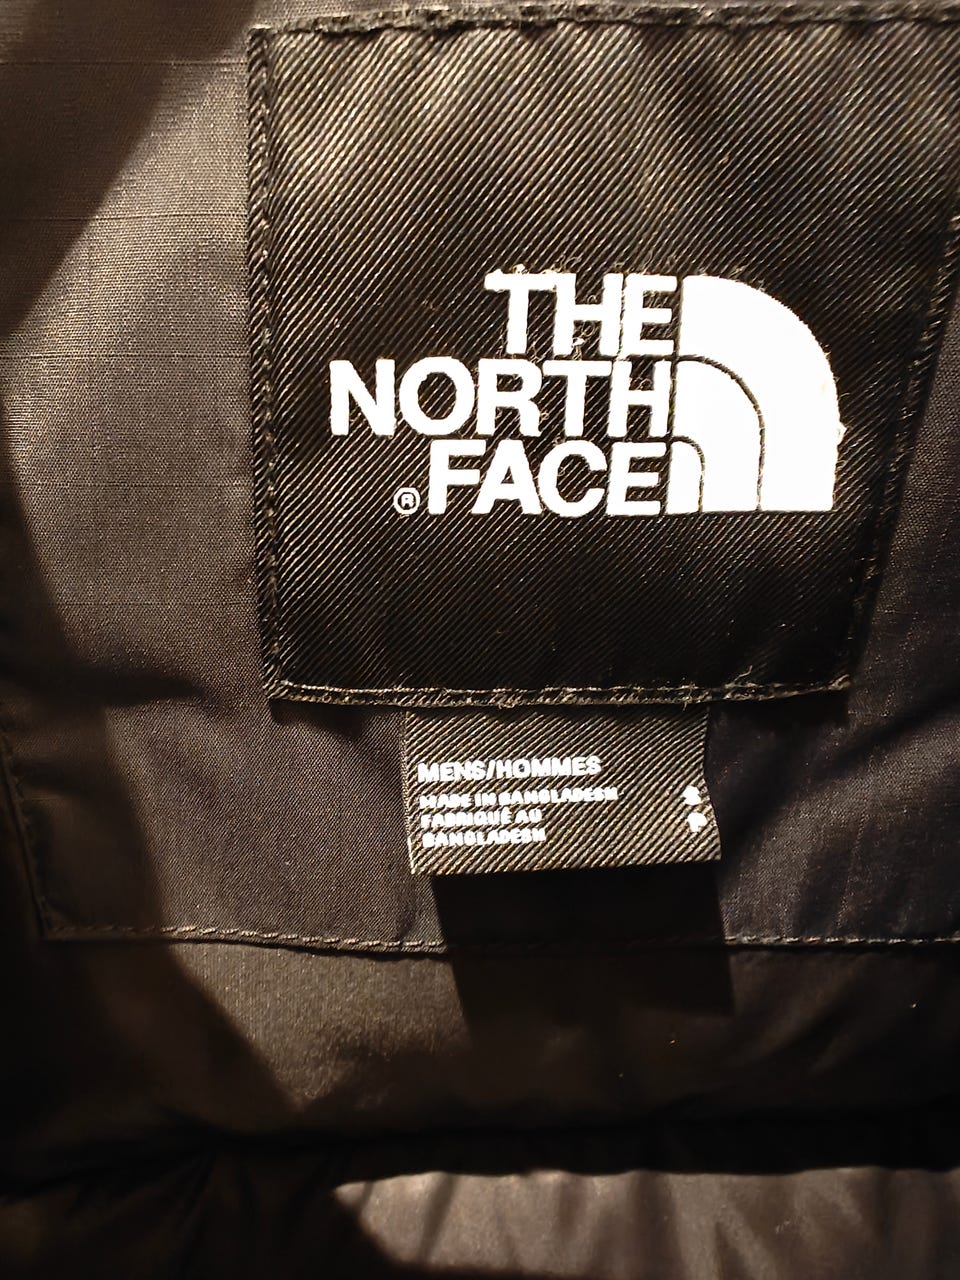 THE
NORTH
® FACE
MENS/HOMMES
MADE IN BANGLADESH S
FABRIQUÉ AU P
BANGLADESH